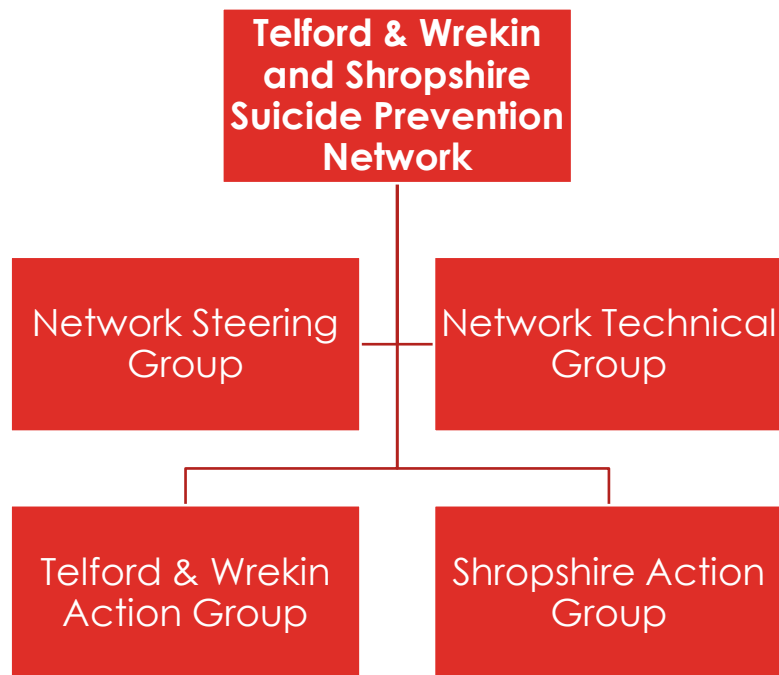 Telford & Wrekin
and Shropshire
Suicide Prevention
Network
Network Steering
Group
Network Technical
Group
Telford & Wrekin
Action Group
Shropshire Action
Group